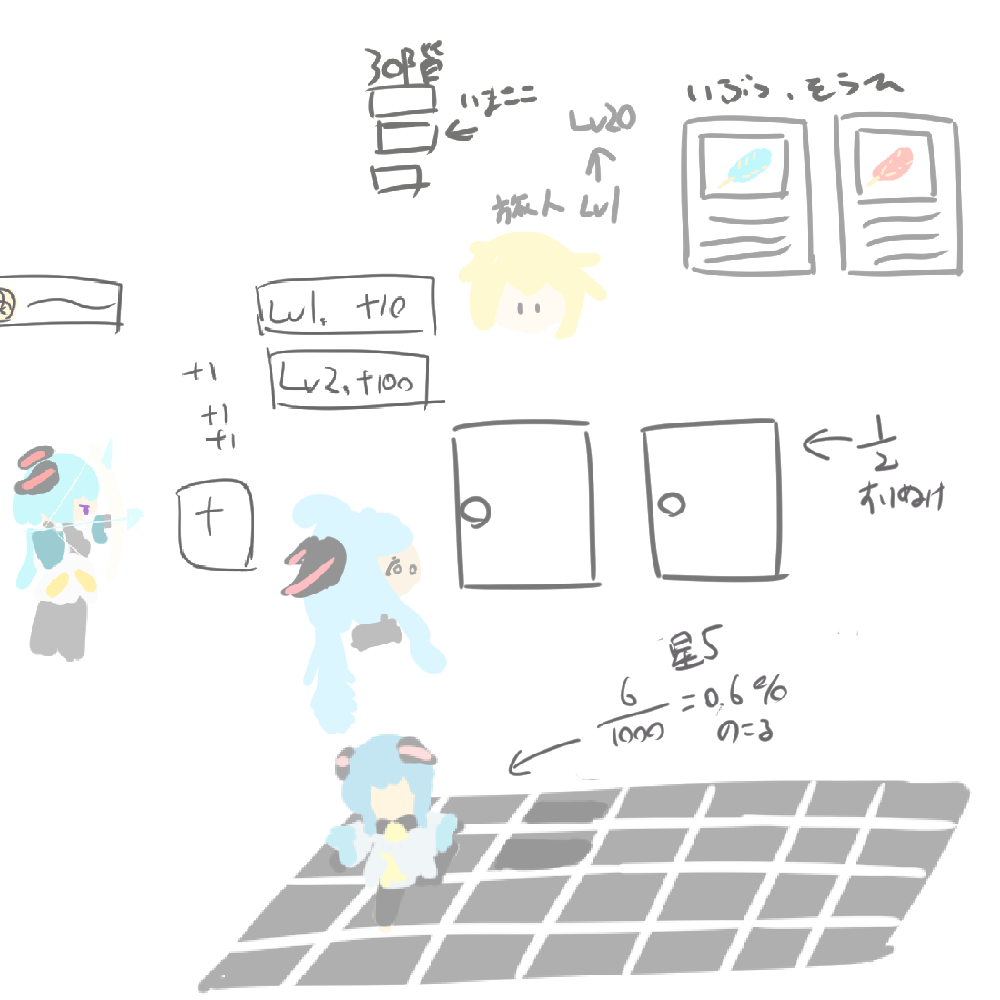 30階
いまここ
Lv20
旅人 Lv1
いぶつ、そうび
Lv1. +10
Lv2. +100
+1
+1
+1
+
1/2
すりぬけ
星5
6/1000 = 0.6%
のこる